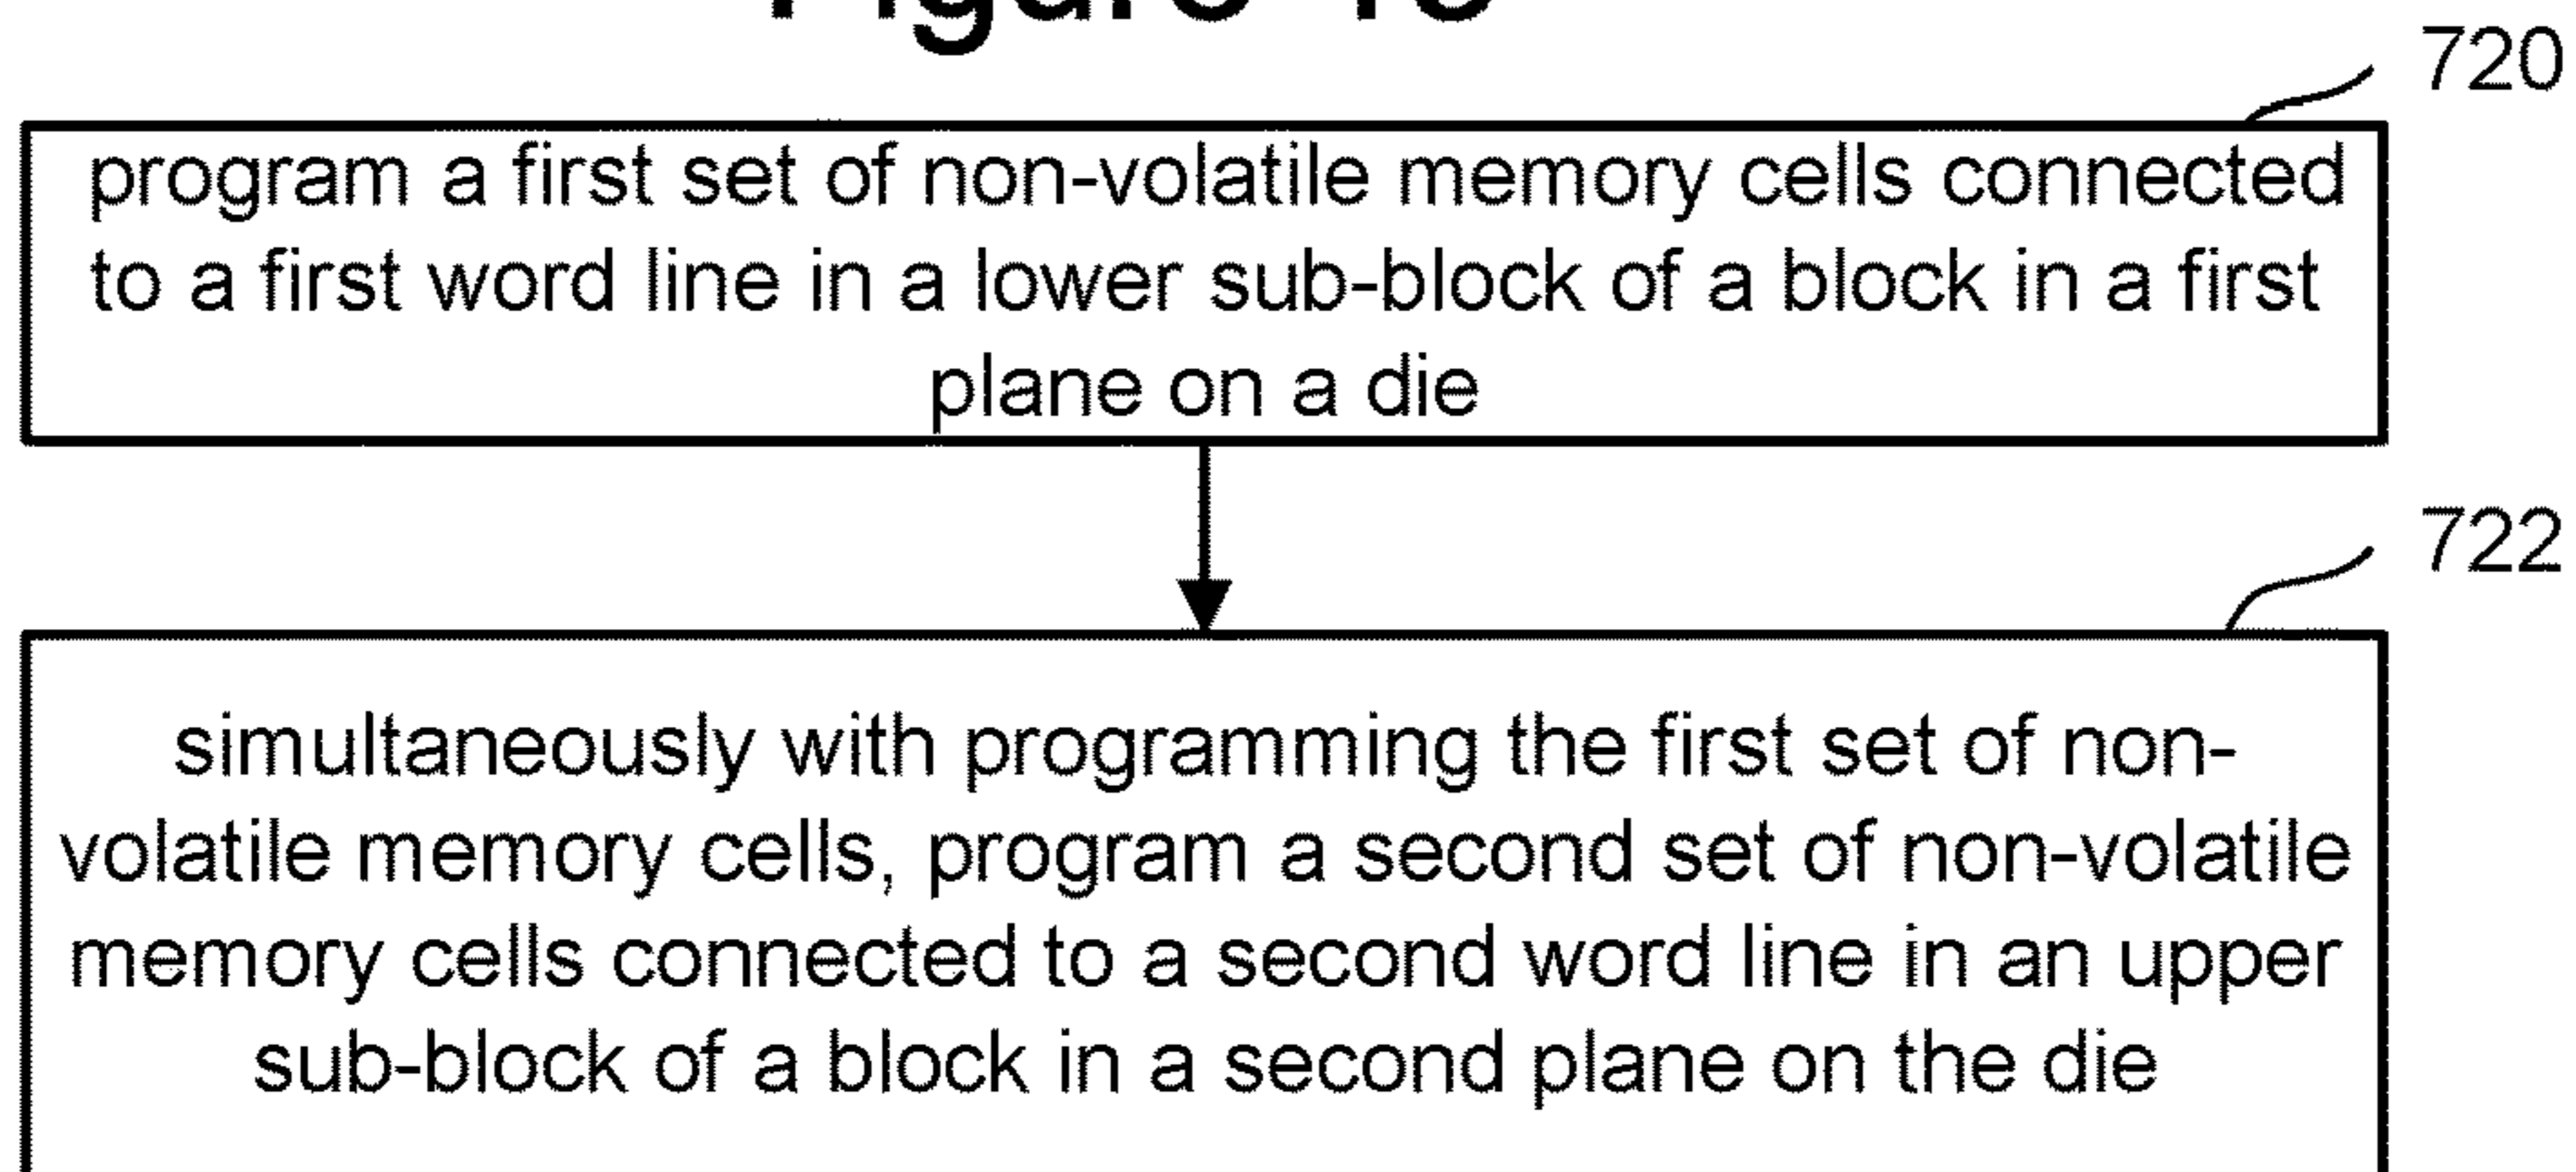 720
program a first set of non-volatile memory cells connected
to a first word line in a lower sub-block of a block in a first
plane on a die
722
simultaneously with programming the first set of non-
volatile memory cells, program a second set of non-volatile
memory cells connected to a second word line in an upper
sub-block of a block in a second plane on the die